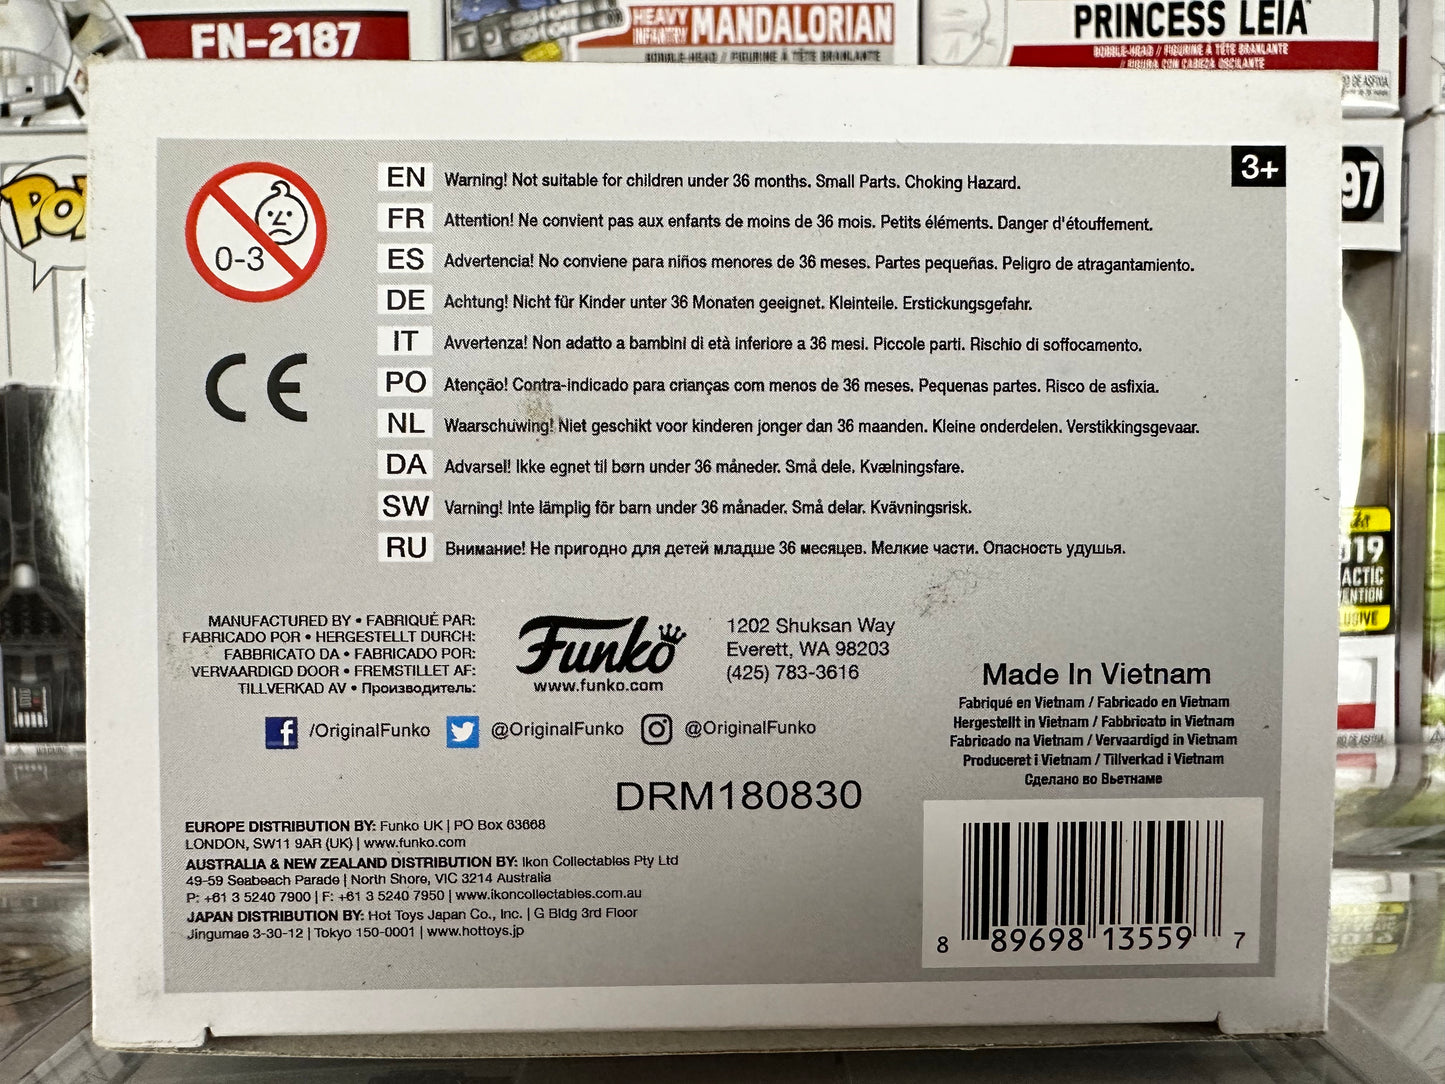 FN-2187
HEAVY
INFANTRY
MANDALORIAN
BOBBLE-HEAD / FIGURINE À TÊTE BRANLANTE
PRINCESS LEIA
BOBBLE-HEAD / FIGURINE À TÊTE BRANLANTE
/ FIGURA CON CABEZA OSCILANTE
97
3+
0-3
CE
EN Warning! Not suitable for children under 36 months. Small Parts. Choking Hazard.
FR Attention! Ne convient pas aux enfants de moins de 36 mois. Petits éléments. Danger d'étouffement.
ES Advertencia! No conviene para niños menores de 36 meses. Partes pequeñas. Peligro de atragantamiento.
DE Achtung! Nicht für Kinder unter 36 Monaten geeignet. Kleinteile. Erstickungsgefahr.
IT Avvertenza! Non adatto a bambini di età inferiore a 36 mesi. Piccole parti. Rischio di soffocamento.
PO Atenção! Contra-indicado para crianças com menos de 36 meses. Pequenas partes. Risco de asfixia.
NL Waarschuwing! Niet geschikt voor kinderen jonger dan 36 maanden. Kleine onderdelen. Verstikkingsgevaar.
DA Advarsel! Ikke egnet til børn under 36 måneder. Små dele. Kvælningsfare.
SW Varning! Inte lämplig för barn under 36 månader. Små delar. Kvävningsrisk.
RU Внимание! Не пригодно для детей младше 36 месяцев. Мелкие части. Опасность удушья.
MANUFACTURED BY • FABRIQUÉ PAR:
FABRICADO POR • HERGESTELLT DURCH:
FABBRICATO DA • FABRICADO POR:
VERVAARDIGD DOOR • FREMSTILLET AF:
TILLVERKAD AV • Производитель:
Funko
www.funko.com
1202 Shuksan Way
Everett, WA 98203
(425) 783-3616
/OriginalFunko @OriginalFunko @OriginalFunko
Made In Vietnam
Fabriqué en Vietnam / Fabricado en Vietnam
Hergestellt in Vietnam / Fabbricato in Vietnam
Fabricado na Vietnam / Vervaardigd in Vietnam
Produceret i Vietnam / Tillverkad i Vietnam
Сделано во Вьетнаме
DRM180830
EUROPE DISTRIBUTION BY: Funko UK | PO Box 63668
LONDON, SW11 9AR (UK) | www.funko.com
AUSTRALIA & NEW ZEALAND DISTRIBUTION BY: Ikon Collectables Pty Ltd
49-59 Seabeach Parade | North Shore, VIC 3214 Australia
P: +61 3 5240 7900 | F: +61 3 5240 7950 | www.ikoncollectables.com.au
JAPAN DISTRIBUTION BY: Hot Toys Japan Co., Inc. | G Bldg 3rd Floor
Jingumae 3-30-12 | Tokyo 150-0001 | www.hottoys.jp
8 89698 13559 7